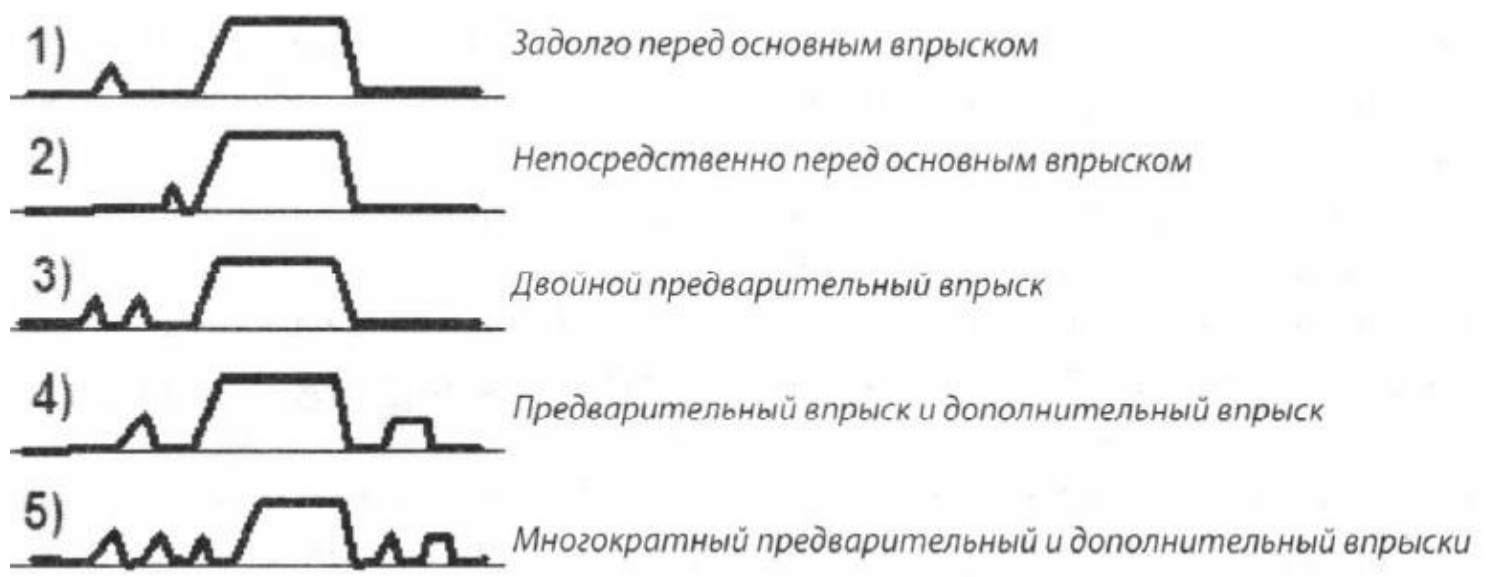 1) Задолго перед основным впрыском
2) Непосредственно перед основным впрыском
3) Двойной предварительный впрыск
4) Предварительный впрыск и дополнительный впрыск
5) Многократный предварительный и дополнительный впрыски